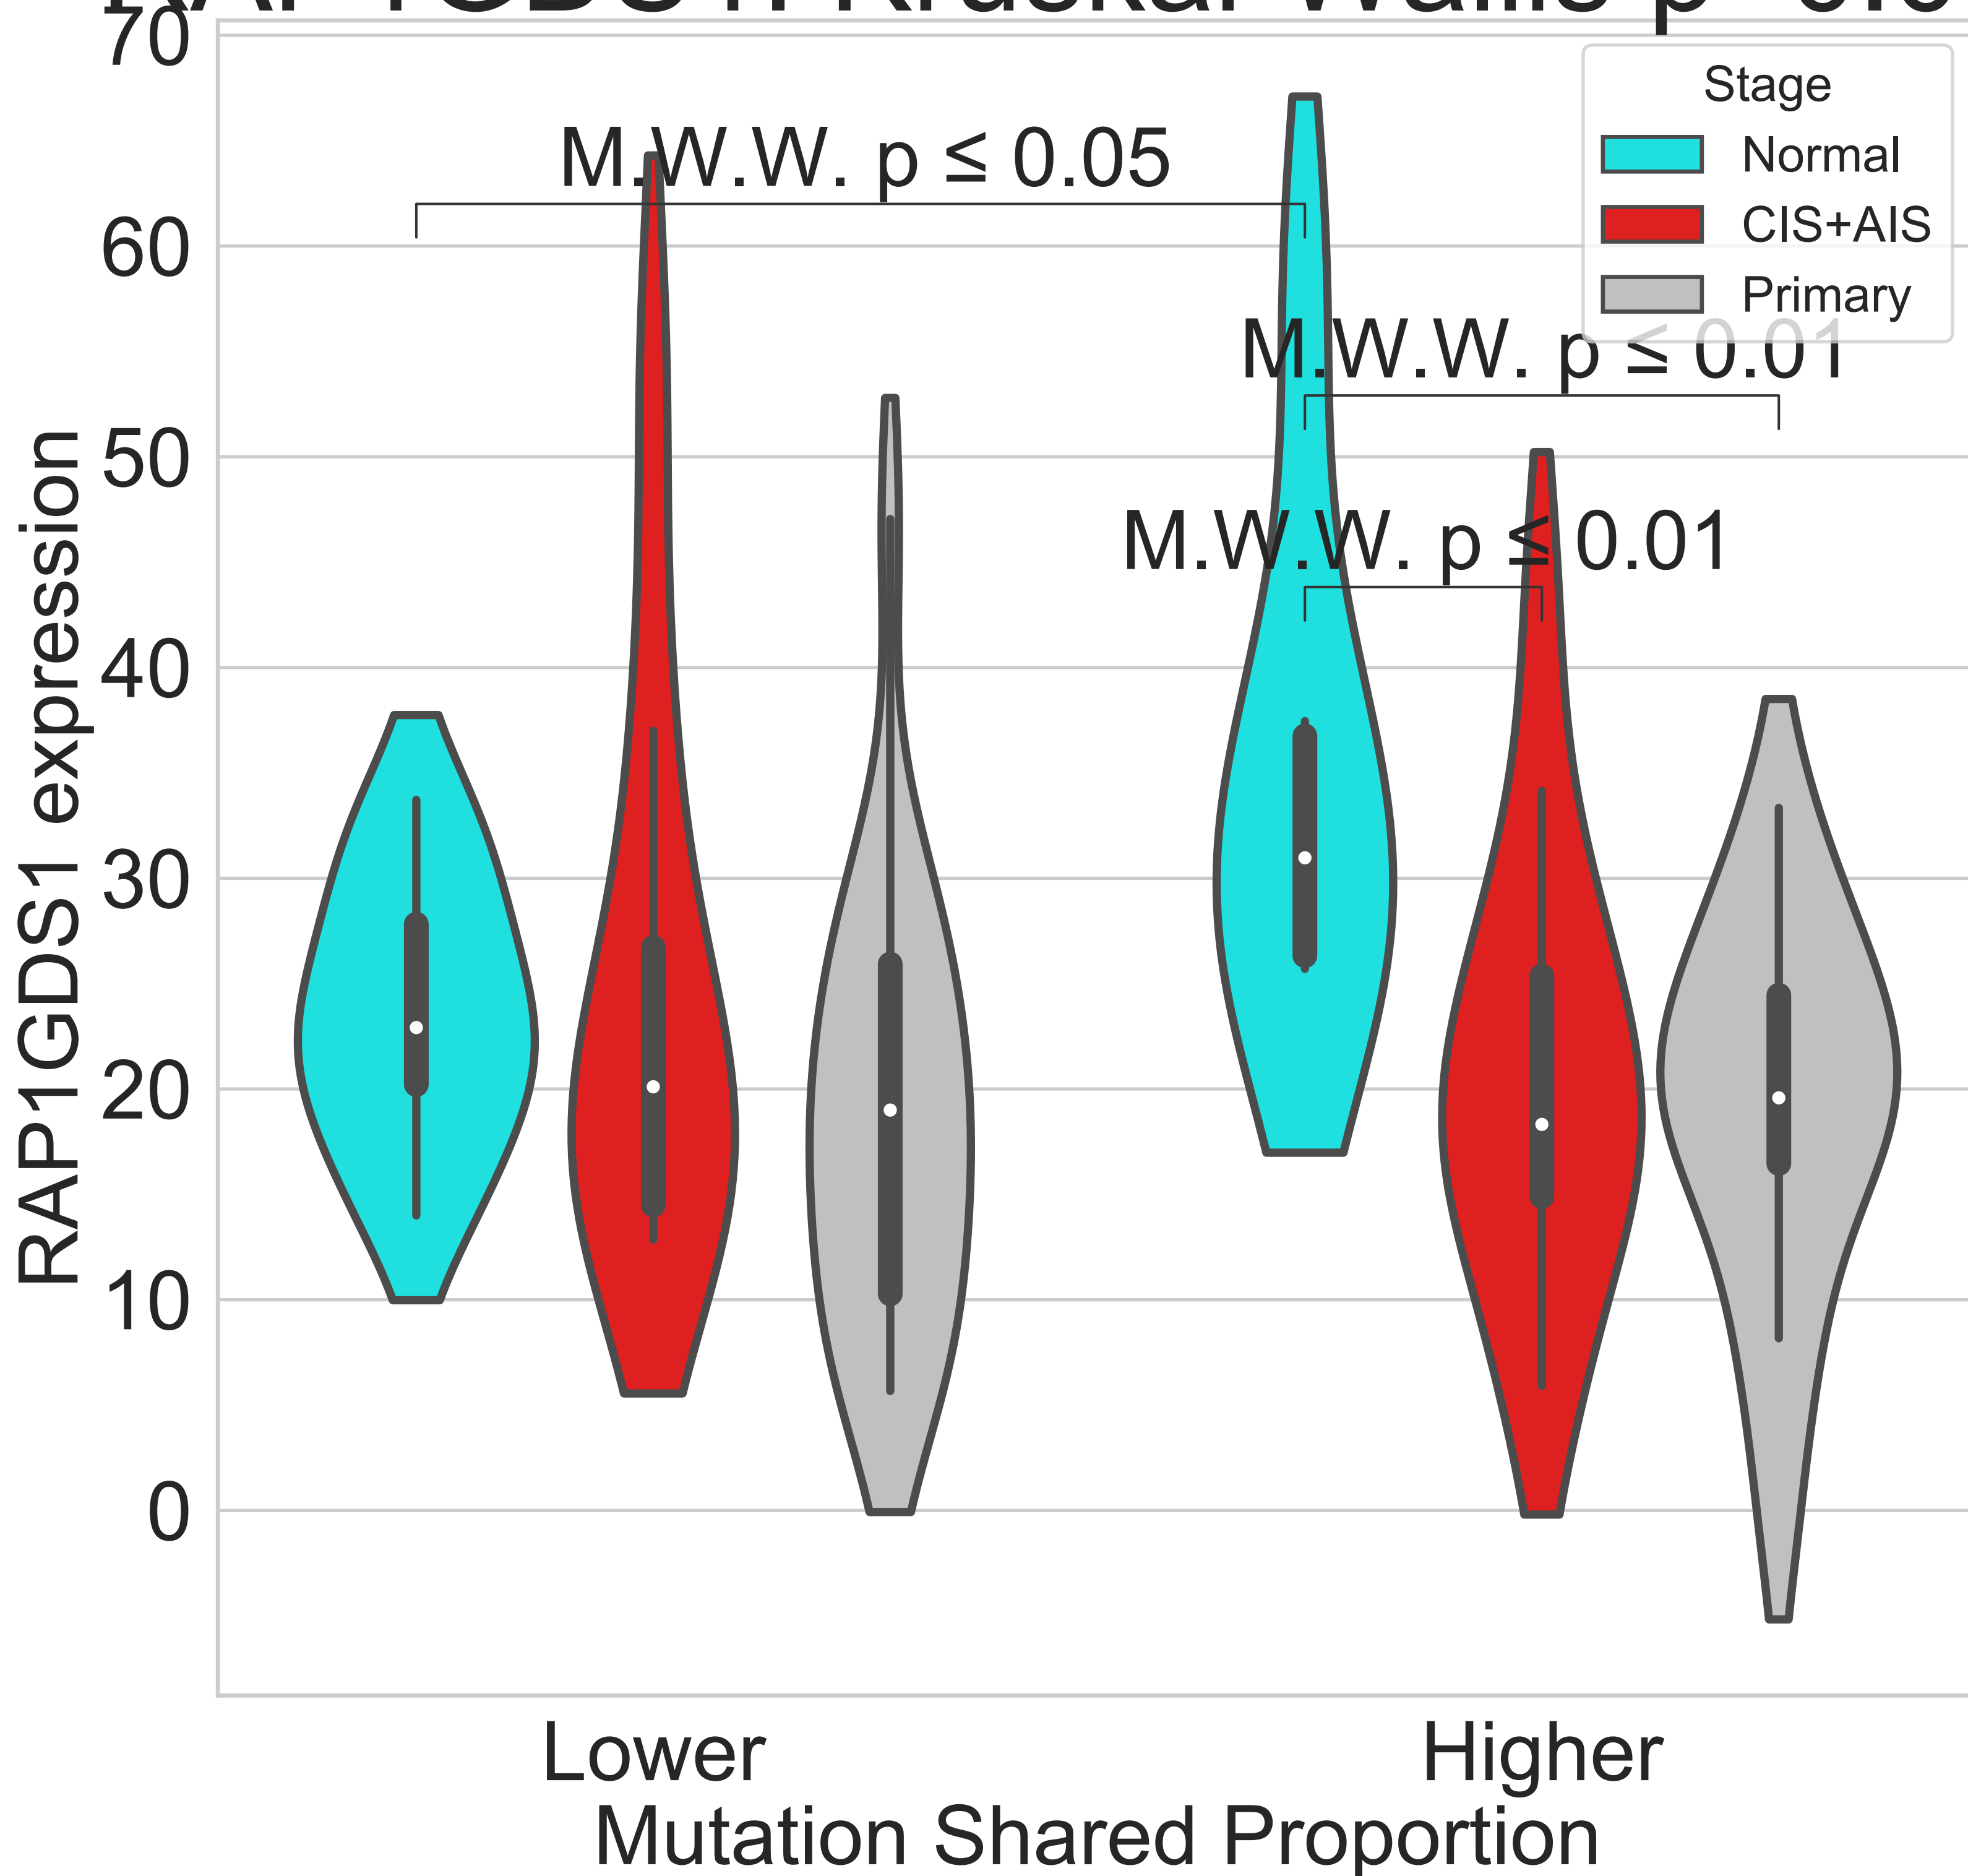 70
60
50
40
30
20
10
0
RAP1GDS1 expression
M.W.W. p ≤ 0.05
M.W.W. p ≤ 0.01
M.W.W. p ≤ 0.01
Stage
Normal
CIS+AIS
Primary
Lower Higher
Mutation Shared Proportion